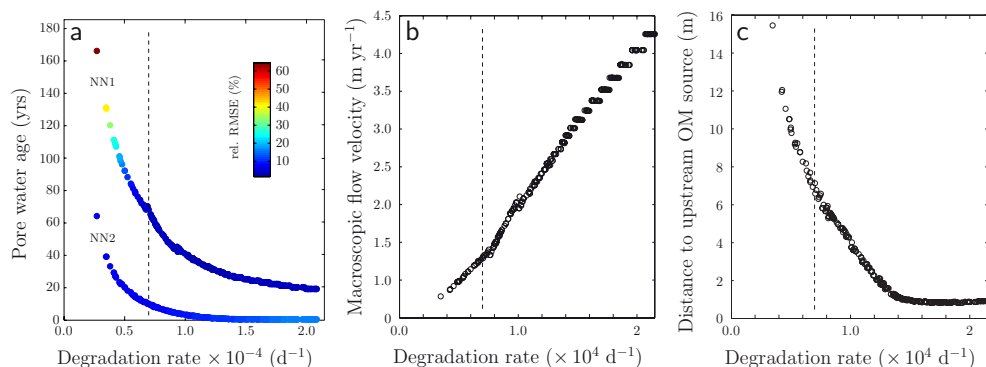 a
Pore water age (yrs)
180
160
140
120
100
80
60
40
20
0
NN1
NN2
rel. RMSE (%)
60
50
40
30
20
10
0.0 0.5 1.0 1.5 2.0
Degradation rate × 10⁻⁴ (d⁻¹)
b
Macroscopic flow velocity (m yr⁻¹)
4.5
4.0
3.5
3.0
2.5
2.0
1.5
1.0
0.0
0.0 1.0 2
Degradation rate (× 10⁴ d⁻¹)
c
Distance to upstream OM source (m)
16
14
12
10
8
6
4
2
0
0.0 1.0 2
Degradation rate (× 10⁴ d⁻¹)